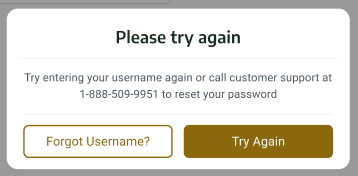 Please try again
Try entering your username again or call customer support at
1-888-509-9951 to reset your password
Forgot Username?
Try Again